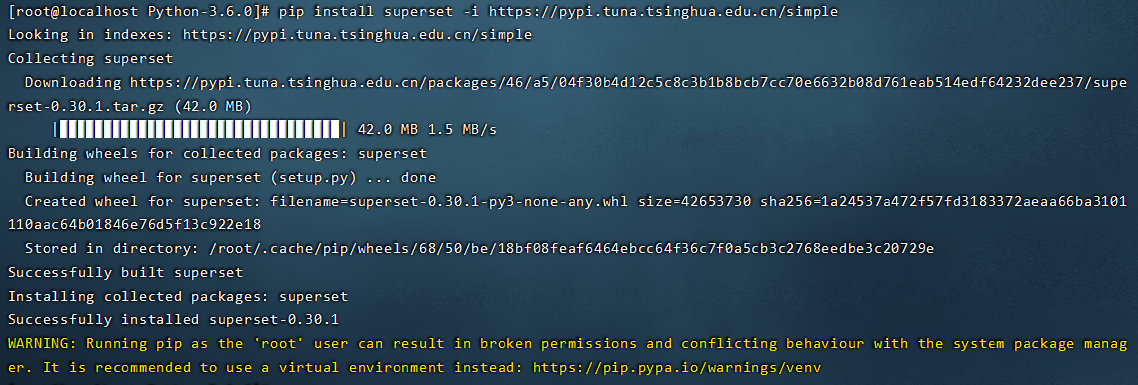 [root@localhost Python-3.6.0]# pip install superset -i https://pypi.tuna.tsinghua.edu.cn/simple
Looking in indexes: https://pypi.tuna.tsinghua.edu.cn/simple
Collecting superset
  Downloading https://pypi.tuna.tsinghua.edu.cn/packages/46/a5/04f30b4d12c5c8c3b1b8bcb7cc70e6632b08d761eab514edf64232dee237/supe
rset-0.30.1.tar.gz (42.0 MB)
     |████████████████████████████████| 42.0 MB 1.5 MB/s
Building wheels for collected packages: superset
  Building wheel for superset (setup.py) ... done
  Created wheel for superset: filename=superset-0.30.1-py3-none-any.whl size=42653730 sha256=1a24537a472f57fd3183372aeaa66ba3101
110aac64b01846e76d5f13c922e18
  Stored in directory: /root/.cache/pip/wheels/68/50/be/18bf08feaf6464ebcc64f36c7f0a5cb3c2768eedbe3c20729e
Successfully built superset
Installing collected packages: superset
Successfully installed superset-0.30.1
WARNING: Running pip as the 'root' user can result in broken permissions and conflicting behaviour with the system package manag
er. It is recommended to use a virtual environment instead: https://pip.pypa.io/warnings/venv